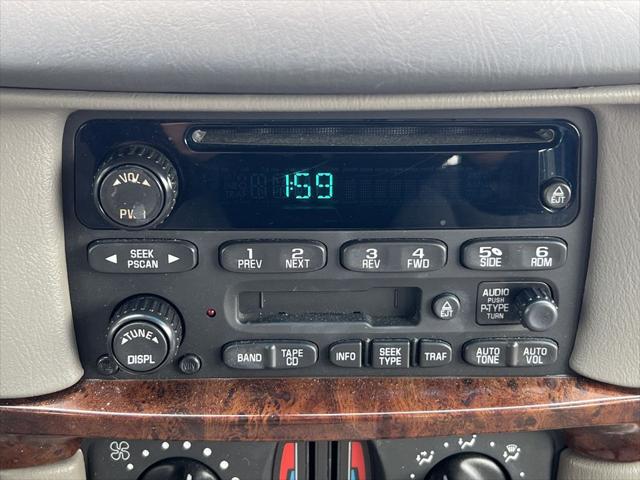 VOL
PWR
1:59
EJT
SEEK
PSCAN
1 2
PREV NEXT
3 4
REV FWD
5 6
SIDE RDM
TUNE
DISPL
EJT
AUDIO
PUSH
P-TYPE
TURN
BAND
TAPE
CD
INFO
SEEK
TYPE
TRAF
AUTO
TONE
AUTO
VOL